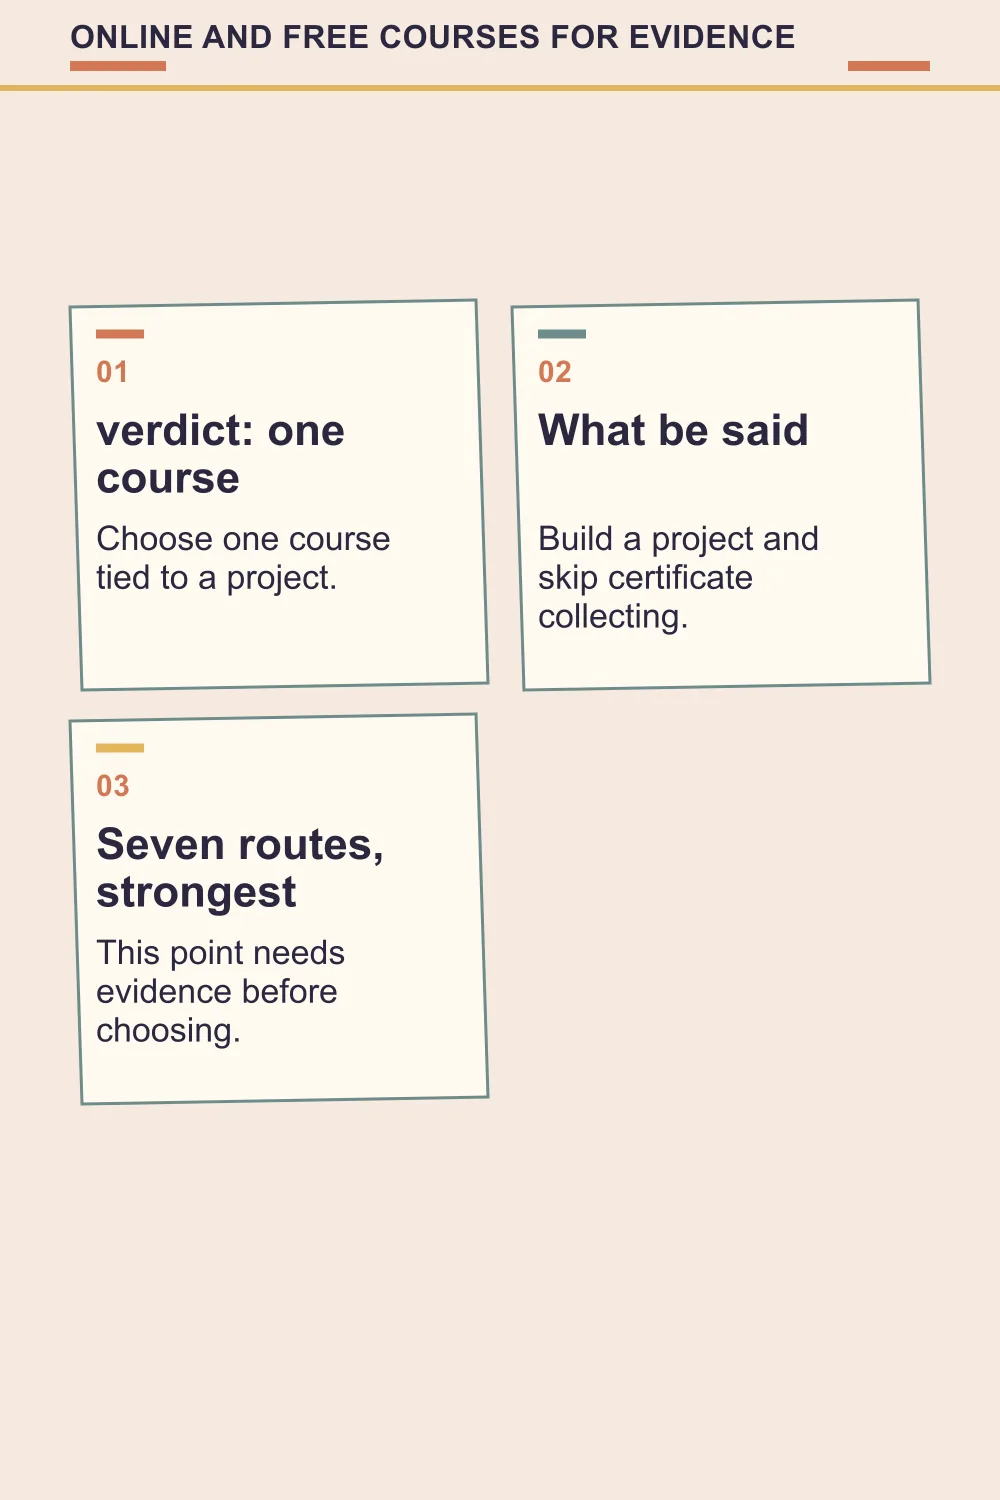 ONLINE AND FREE COURSES FOR EVIDENCE
01
verdict: one
course
Choose one course
tied to a project.
02
What be said
Build a project and
skip certificate
collecting.
03
Seven routes,
strongest
This point needs
evidence before
choosing.